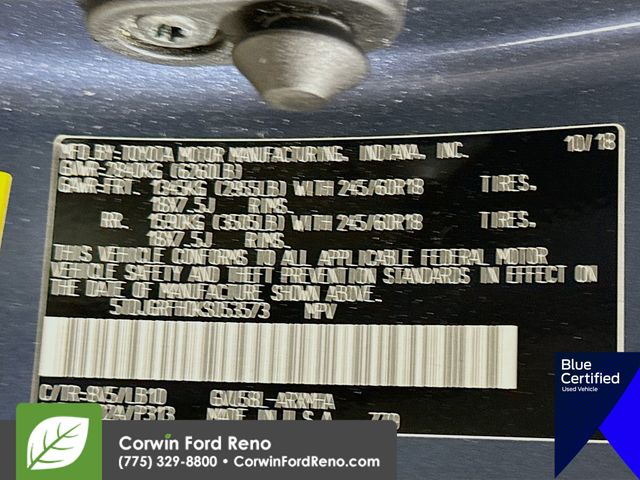 MFD BY: TOYOTA MOTOR MANUFACTURING, INDIANA, INC. 10/18
GVWR-2840KG (6260LB)
GAWR-FRT. 1345KG (2955LB) WITH 245/60R18 TIRES,
18X7.5J RIMS.
RR. 1590KG (3505LB) WITH 245/60R18 TIRES,
18X7.5J RIMS.
THIS VEHICLE CONFORMS TO ALL APPLICABLE FEDERAL MOTOR
VEHICLE SAFETY AND THEFT PREVENTION STANDARDS IN EFFECT ON
THE DATE OF MANUFACTURE SHOWN ABOVE.
MPV
MADE IN U.S.A.
Blue
Certified
Used Vehicle
Corwin Ford Reno
(775) 329-8800 • CorwinFordReno.com